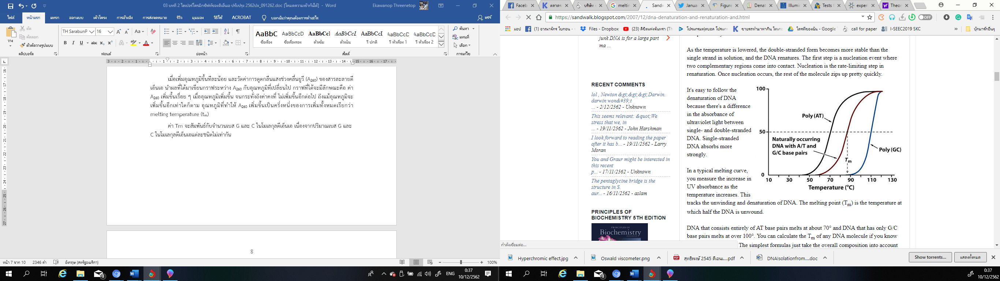 03 บทที่ 2 ไฮเปอร์โครมิกชิฟท์ของดีเอ็นเอ ปรับปรุง 2562Jx_091262.doc [โหมดความเข้ากันได้] - Word
Ekawanop Threenetop
ไฟล์ หน้าแรก แทรก ออกแบบ เค้าโครง การอ้างอิง การส่งจดหมาย รีวิว มุมมอง วิธีใช้ ACROBAT บอกฉันว่าคุณต้องการทำอะไร แชร์
วาง
ตัด
คัดลอก
ตัวคัดวางรูปแบบ
คลิปบอร์ด
TH SarabunP 16
ฟอนต์
ย่อหน้า
AaBbC AaBbCcD AaBbCc AaBbCcL AaBbCcI AaBbCcD AaBbCcD
ชื่อเรื่อง ชื่อเรื่องรอง ตัวเข้ม ตัวเน้น ¶ ปกติ ¶ หัวเรื่อง 1 ¶ หัวเรื่อง 2
สไตล์
ค้นหา
แทนที่
เลือก
การแก้ไข
เมื่อเพิ่มอุณหภูมิขึ้นทีละน้อย และวัดค่าการดูดกลืนแสงช่วงคลื่นยูวี (A260) ของสารละลายดี
เอ็นเอ นำผลที่ได้มาเขียนกราฟระหว่าง A260 กับอุณหภูมิที่เปลี่ยนไป กราฟที่ได้จะมีลักษณะคือ ค่า
A260 เพิ่มขึ้นเรื่อย ๆ เมื่ออุณหภูมิเพิ่มขึ้น จนกระทั่งถึงค่าคงที่ ไม่เพิ่มขึ้นอีกต่อไป ถึงแม้อุณหภูมิจะ
เพิ่มขึ้นอีกเท่าใดก็ตาม อุณหภูมิที่ทำให้ A260 เพิ่มขึ้นเป็นครึ่งหนึ่งของการเพิ่มทั้งหมดเรียกว่า
melting temperature (tm)
ค่า Tm จะสัมพันธ์กับจำนวนเบส G และ C ในโมเลกุลดีเอ็นเอ เนื่องจากปริมาณเบส G และ
C ในโมเลกุลดีเอ็นเอแต่ละชนิดไม่เท่ากัน
8
หน้า 7 จาก 10 2346 คำ อังกฤษ (สหรัฐอเมริกา) 100%
ENG 0:37
10/12/2562
Faceb ตลาดร บริษัท meltin Sandv Janua Figure Denat Illumir Tests expera Theor
https://sandwalk.blogspot.com/2007/12/dna-denaturation-and-renaturation-and.html
OFF
แอป (1) อาณาจักร ไบกอน - Files - Dropbox (23) ลิขิตแห่งจันทรา (Th โปรแกรมฟุตบอล โปรแก ขายรถทำมาหากิน ไทยถ ไดรฟ์ของฉัน - Google call for paper I-SEEC2019 SKC » บุ๊กมาร์กอื่นๆ
junk DNA is for a large part
ma ...
RECENT COMMENTS
lol , Newton &gt;&gt;&gt;Darwin.
darwin won&#39;t
... - 2/12/2562 - Unknown
This seems relevant: &quot;We
stress that we, in
... - 19/11/2562 - John Harshman
I look forward to reading the paper
after it has b... - 19/11/2562 - Larry
Moran
You and Graur might be interested in
this recent
p... - 17/11/2562 - Unknown
The pentaglycine bridge is the
structure in S.
aur... - 16/11/2562 - aslam
PRINCIPLES OF
BIOCHEMISTRY 5TH EDITION
PRINCIPLES OF
Biochemistry
As the temperature is lowered, the double-stranded form becomes more stable than the
single strand in solution, and the DNA renatures. The first step is a nucleation event where
two complementary regions come into contact. Nucleation is the rate-limiting step in
renaturation. Once nucleation occurs, the rest of the molecule zips up pretty quickly.
It's easy to follow the
denaturation of DNA
because there's a difference
in the absorbance of
ultraviolet light between
single- and double-stranded
DNA. Single-stranded
DNA absorbs more
strongly.
In a typical melting curve,
you measure the increase in
UV absorbance as the
temperature increases. This
tracks the unwinding and denaturation of DNA. The melting point (Tm) is the temperature at
which half the DNA is unwound.
100
50
0
Poly (AT)
Naturally occurring
DNA with A/T and
G/C base pairs
Tm
Poly (GC)
10 30 50 70 90 110 130
Temperature (°C)
DNA that consists entirely of AT base pairs melts at about 70° and DNA that has only G/C
base pairs melts at over 100°. You can calculate the Tm of any DNA molecule if you know
The simplest formulas just take the overall composition into account
กำลังเชื่อมต่อ...
Hyperchromic effect.jpg Oswald viscometer.png สุทธิพงษ์ 2545 ดีเอนเ....pdf DNAIsolationfrom....doc Show torrents... แสดงทั้งหมด
0:37
10/12/2562